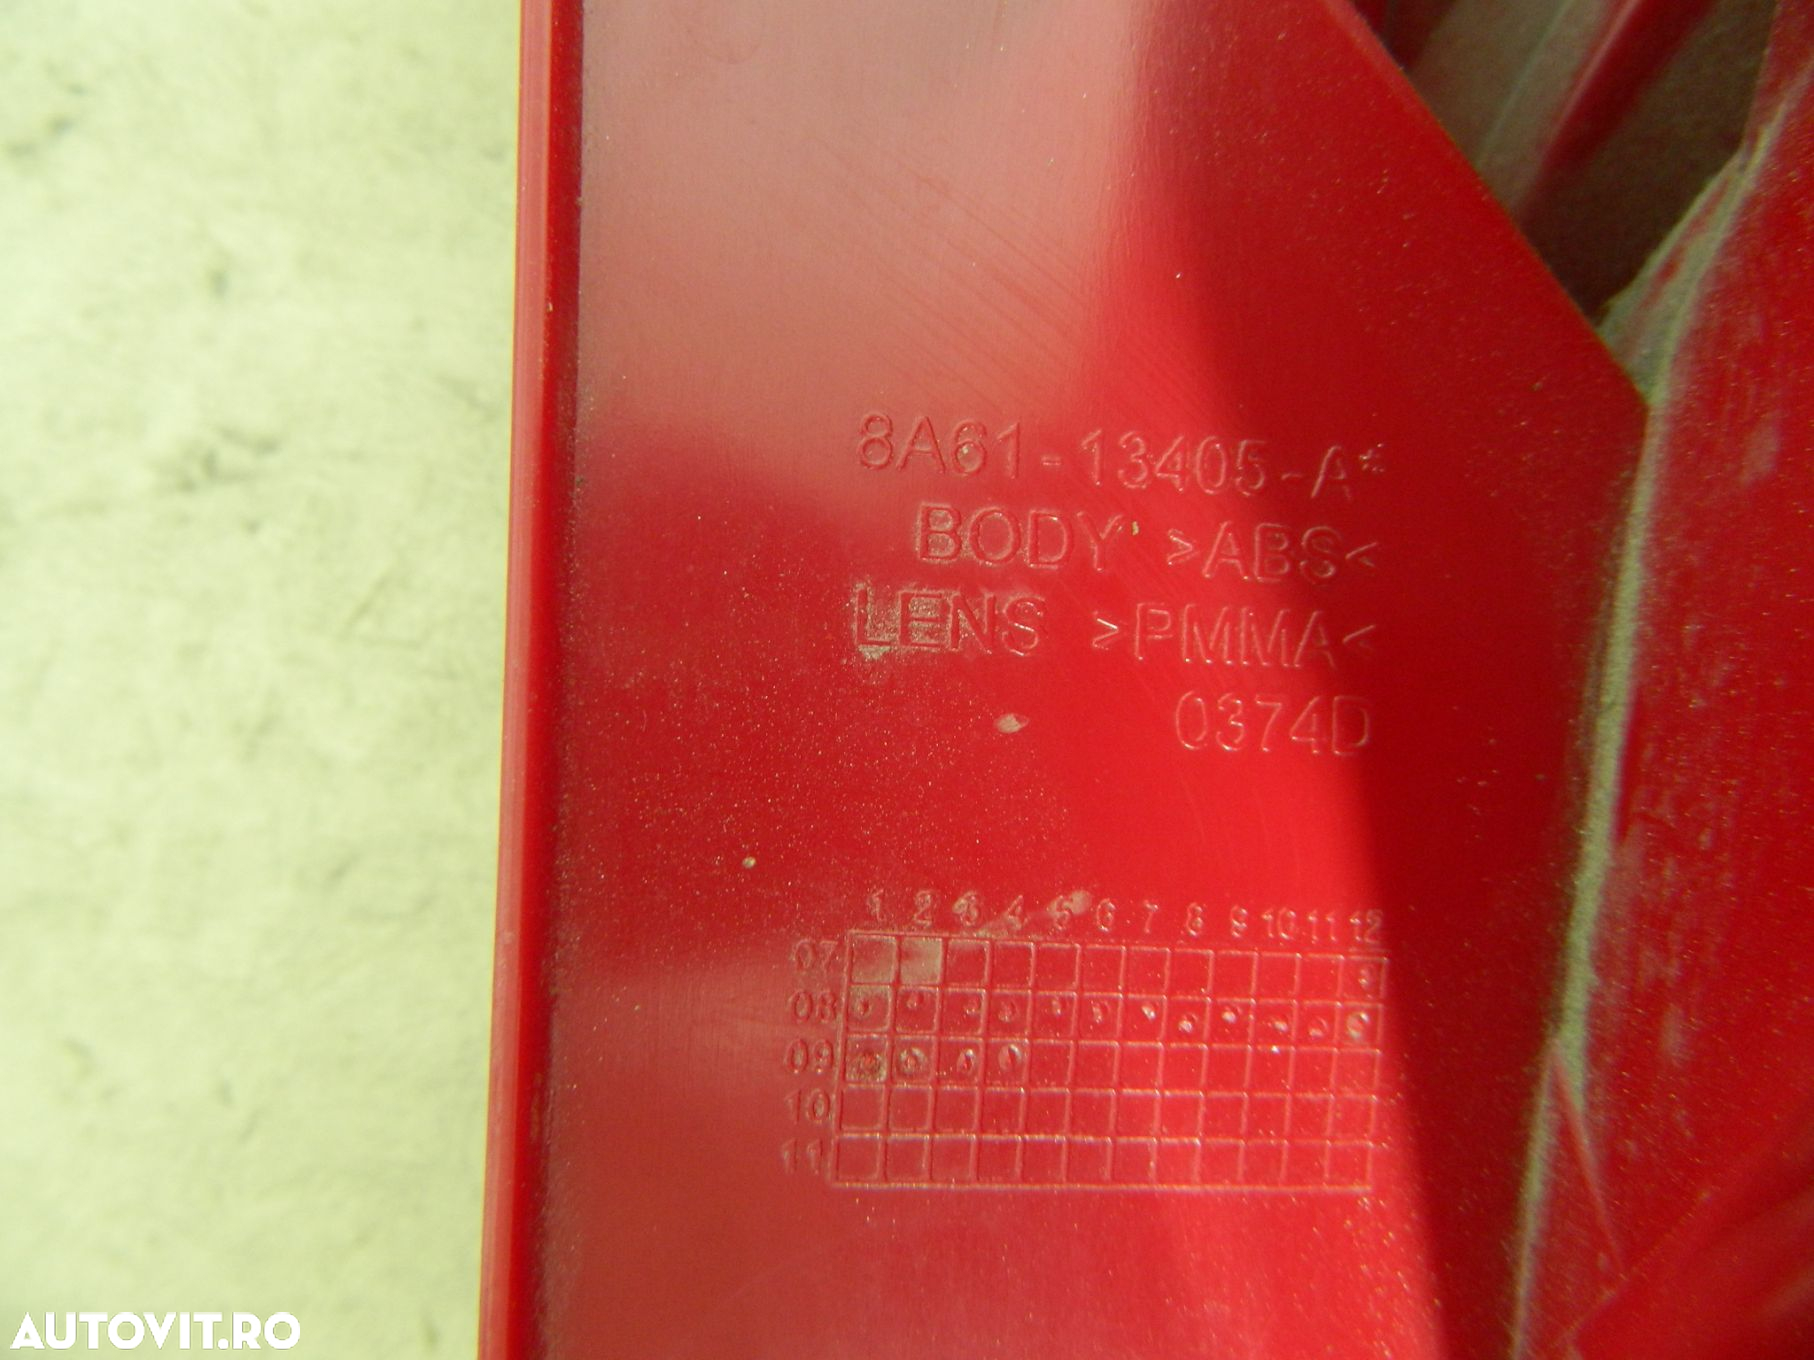 8A61-13405-A*
BODY >ABS<
LENS >PMMA<
0374D
1 2 3 4 5 6 7 8 9 10 11 12
07
08
09
10
11
AUTOVIT.RO